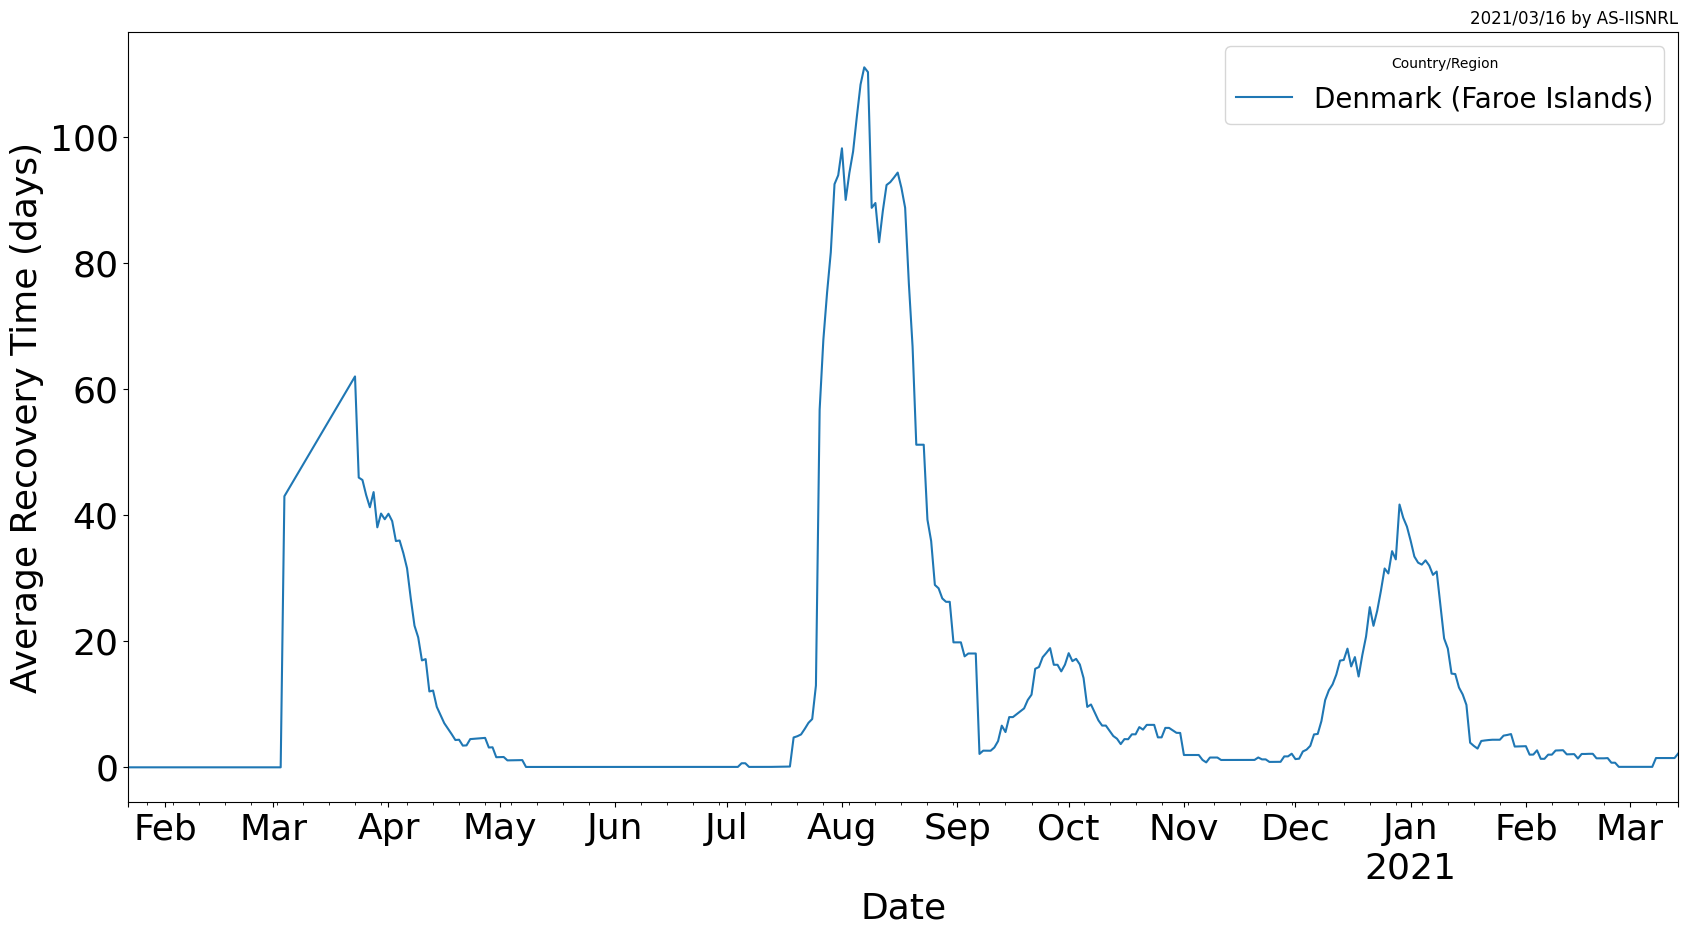 2021/03/16 by AS-IISNRL
Country/Region
Denmark (Faroe Islands)
Average Recovery Time (days)
100
80
60
40
20
0
Feb Mar Apr May Jun Jul Aug Sep Oct Nov Dec Jan Feb Mar
2021
Date